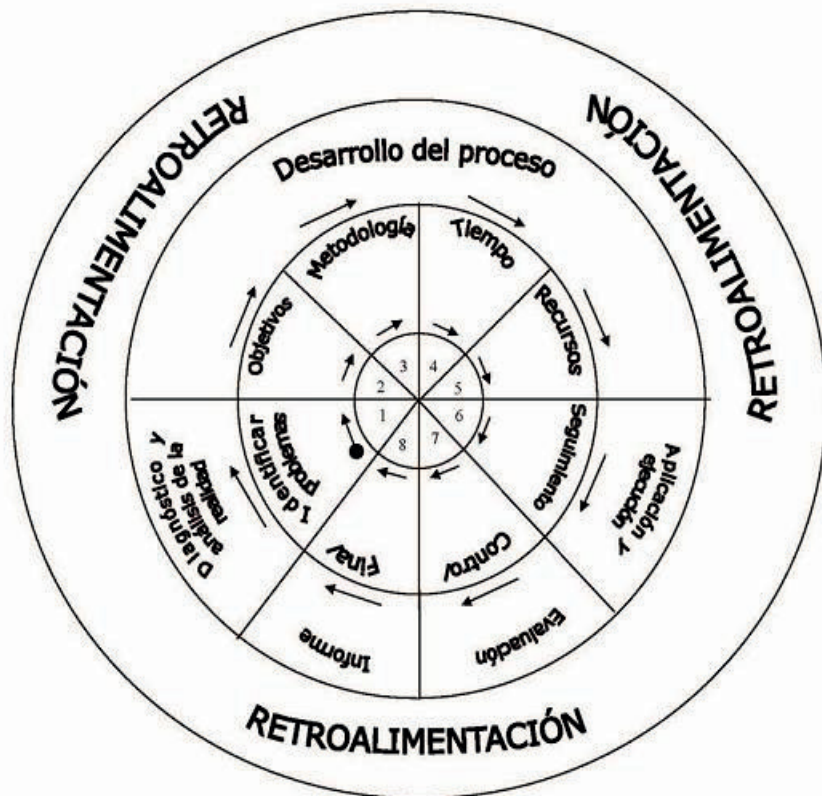 RETROALIMENTACIÓN
RETROALIMENTACIÓN
Desarrollo del proceso
Metodología
Tiempo
Objetivos
Recursos
3
4
2
5
1
6
8
7
Identificar
problemas
Seguimiento
Diagnóstico y
análisis de la
realidad
Aplicación y
ejecución
Final
Control
Informe
Evaluación
RETROALIMENTACIÓN